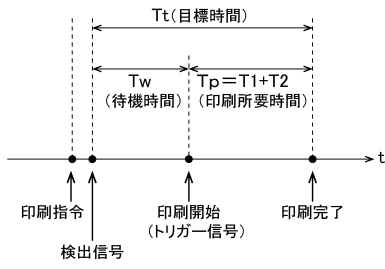 Tt(目標時間)
Tw
(待機時間)
Tp=T1+T2
(印刷所要時間)
t
印刷指令
検出信号
印刷開始
(トリガー信号)
印刷完了